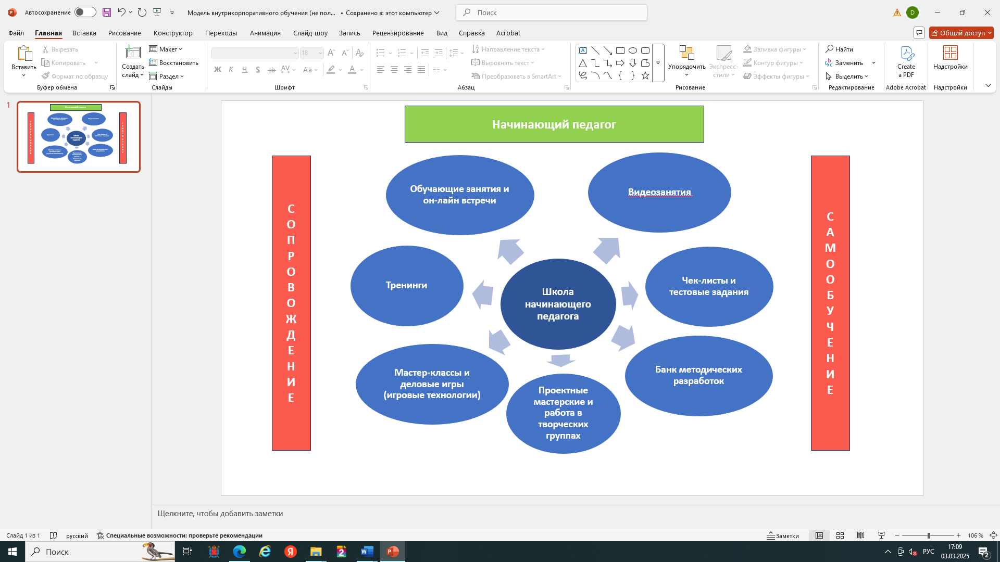 Автосохранение
Модель внутрикорпоративного обучения (не пол... • Сохранено в: этот компьютер
Поиск
D
Файл Главная Вставка Рисование Конструктор Переходы Анимация Слайд-шоу Запись Рецензирование Вид Справка Acrobat
Общий доступ
Вставить
Вырезать
Копировать
Формат по образцу
Буфер обмена
Создать слайд
Макет
Восстановить
Раздел
Слайды
18
Ж К Ч S ab AV Aa A
Шрифт
Направление текста
Выровнять текст
Преобразовать в SmartArt
Абзац
Упорядочить
Экспресс-стили
Заливка фигуры
Контур фигуры
Эффекты фигуры
Рисование
Найти
Заменить
Выделить
Редактирование
Create a PDF
Adobe Acrobat
Надстройки
Надстройки
1
Начинающий педагог
СОПРОВОЖДЕНИЕ
Обучающие занятия и
он-лайн встречи
Видеозанятия
Тренинги
Школа
начинающего
педагога
Чек-листы и
тестовые задания
Мастер-классы и
деловые игры
(игровые технологии)
Проектные
мастерские и
работа в
творческих
группах
Банк методических
разработок
САМООБУЧЕНИЕ
Щелкните, чтобы добавить заметки
Слайд 1 из 1 русский Специальные возможности: проверьте рекомендации
Заметки 106 %
Поиск
РУС
17:09
03.03.2025
2